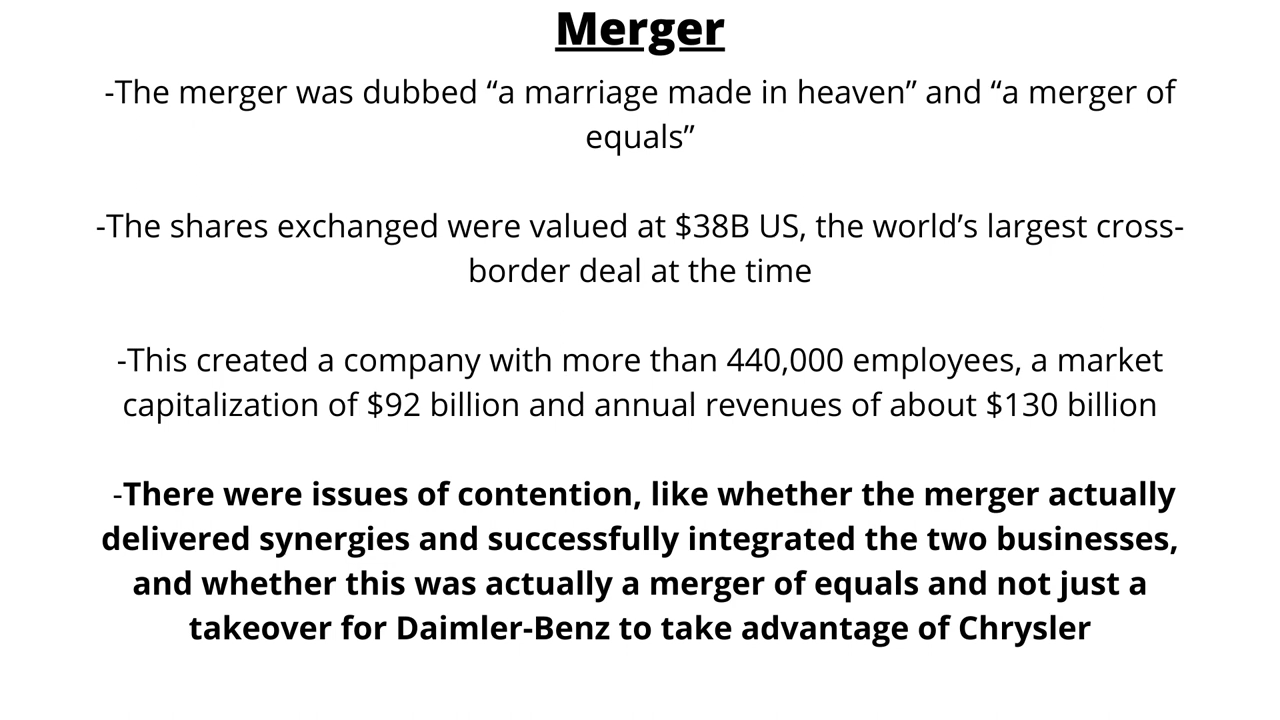 Merger
-The merger was dubbed “a marriage made in heaven” and “a merger of
equals”
-The shares exchanged were valued at $38B US, the world’s largest cross-
border deal at the time
-This created a company with more than 440,000 employees, a market
capitalization of $92 billion and annual revenues of about $130 billion
-There were issues of contention, like whether the merger actually
delivered synergies and successfully integrated the two businesses,
and whether this was actually a merger of equals and not just a
takeover for Daimler-Benz to take advantage of Chrysler